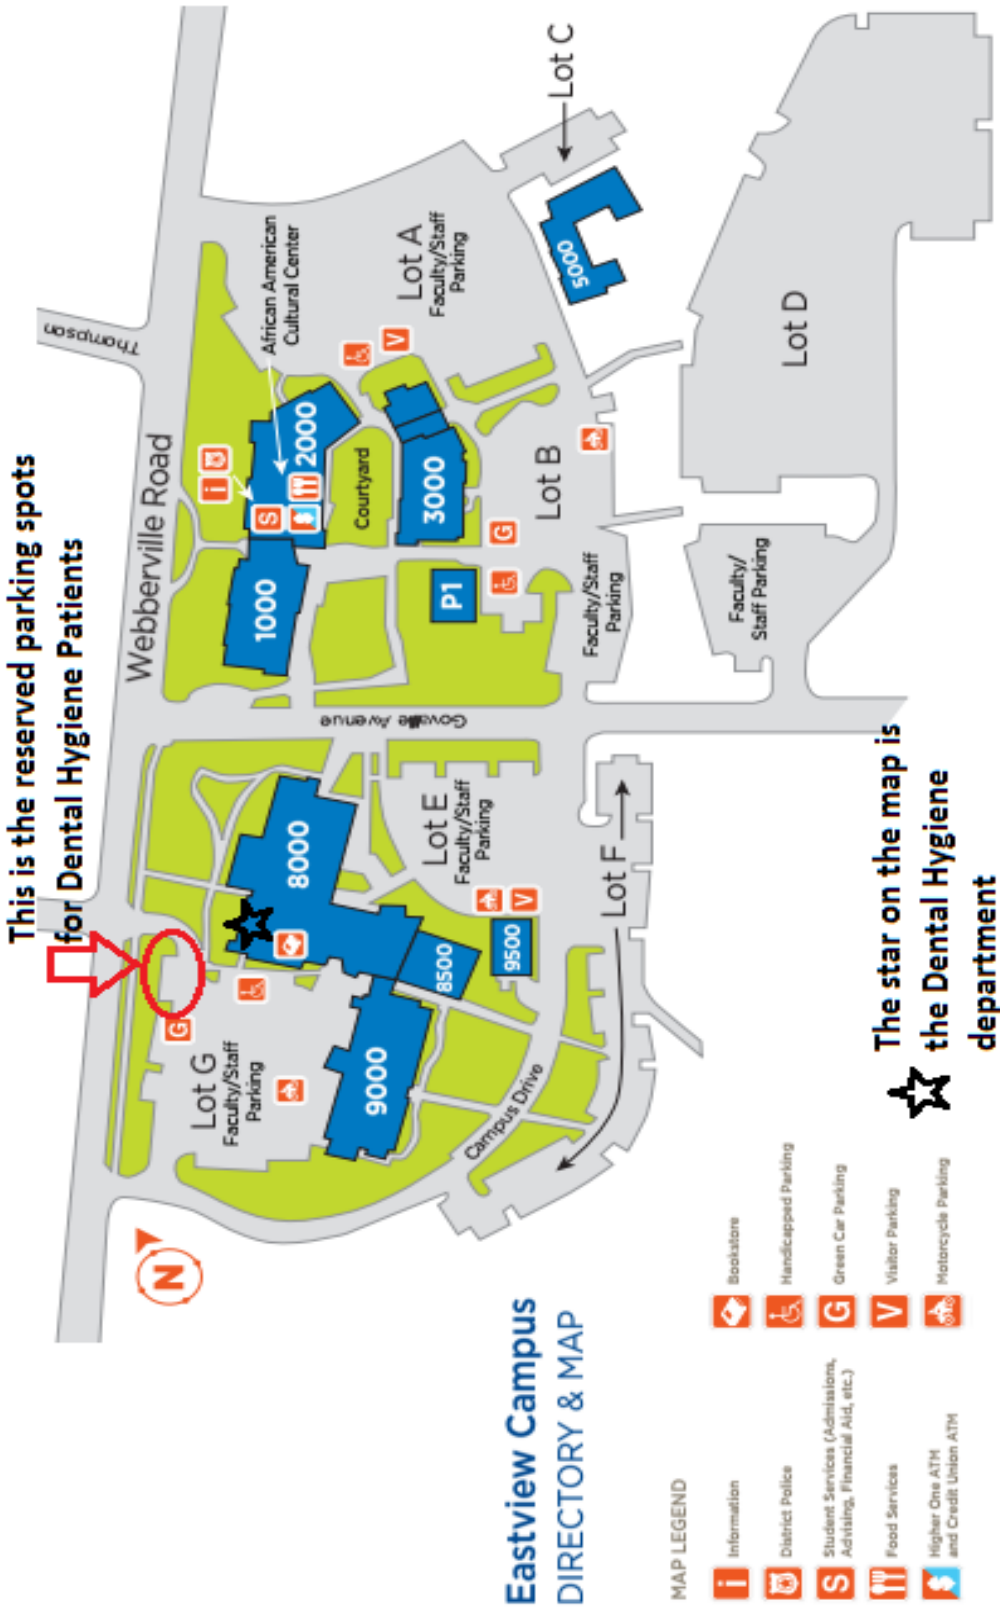 This is the reserved parking spots
for Dental Hygiene Patients
Webberville Road
Thompson
African American
Cultural Center
Lot C
Lot A
Faculty/Staff
Parking
5000
Lot D
i
V
2000
S
Courtyard
3000
1000
G
P1
Lot B
Faculty/Staff
Parking
Faculty/
Staff Parking
Govalle Avenue
8000
Lot E
Faculty/Staff
Parking
V
8500
9500
Lot F
G
Lot G
Faculty/Staff
Parking
9000
Campus Drive
N
The star on the map is
the Dental Hygiene
department
Eastview Campus
DIRECTORY & MAP
MAP LEGEND
i Information
District Police
S Student Services (Admissions,
Advising, Financial Aid, etc.)
Food Services
Higher One ATM
and Credit Union ATM
Bookstore
Handicapped Parking
G Green Car Parking
V Visitor Parking
Motorcycle Parking